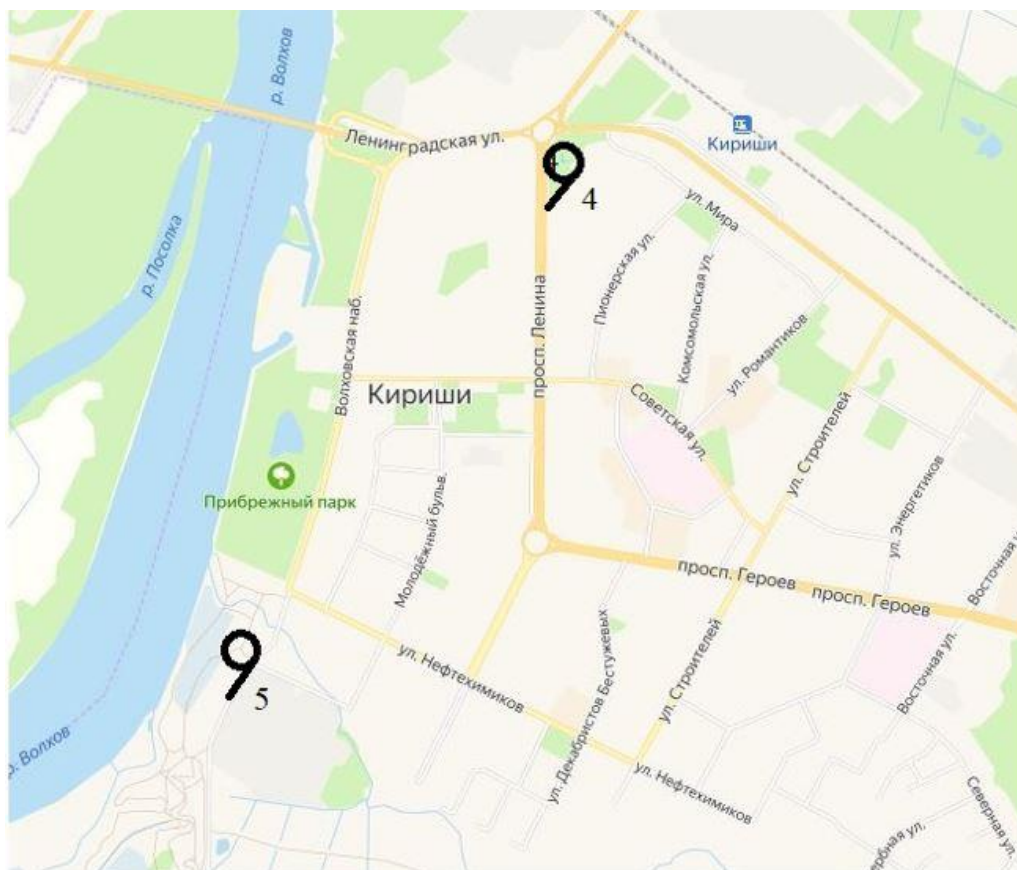 р. Волхов
Ленинградская ул.
Кириши
4
ул. Мира
р. Посолка
Пионерская ул.
Комсомольская ул.
просп. Ленина
Волховская наб.
ул. Романтиков
Кириши
Советская ул.
ул. Строителей
Прибрежный парк
ул. Энергетиков
Молодёжный бульв.
Восточная
просп. Героев
просп. Героев
ул. Декабристов Бестужевых
ул. Строителей
Восточная ул.
ул. Нефтехимиков
5
р. Волхов
ул. Нефтехимиков
Северная ул.